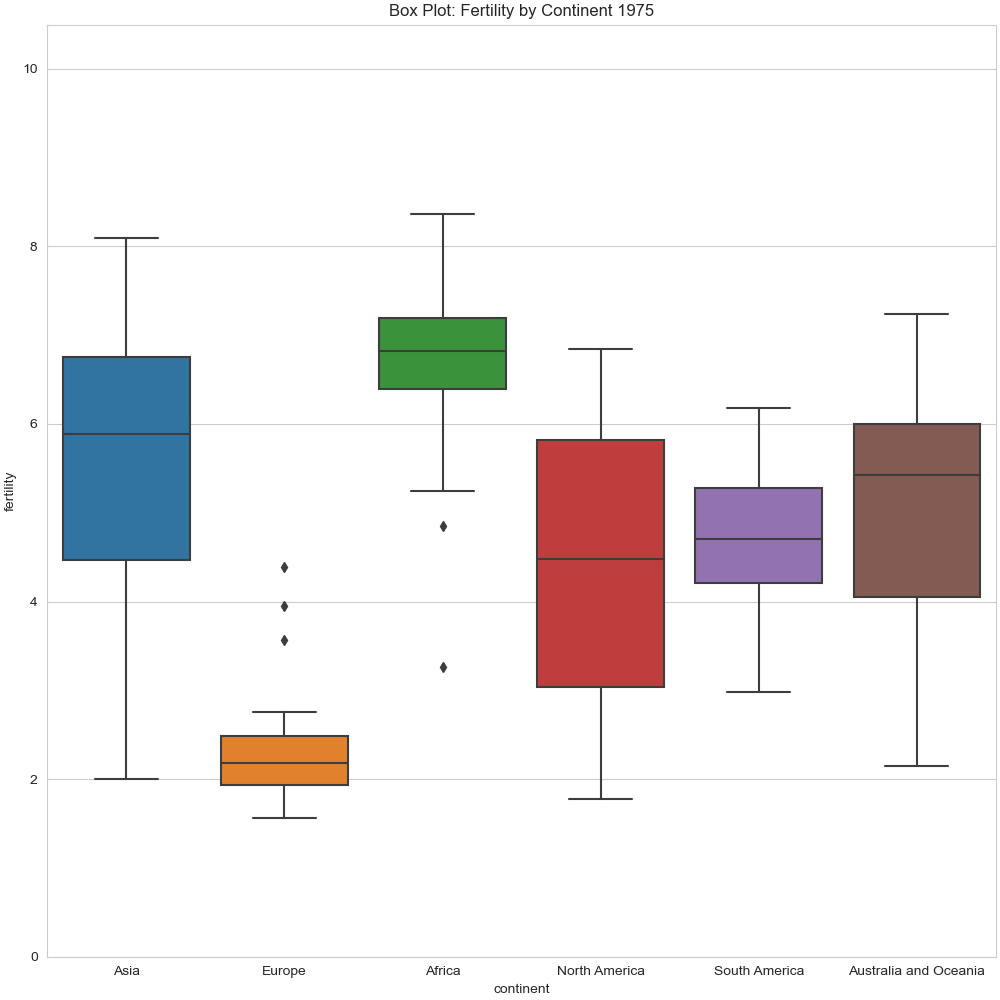 Box Plot: Fertility by Continent 1975
fertility
10
8
6
4
2
0
Asia
Europe
Africa
North America
South America
Australia and Oceania
continent